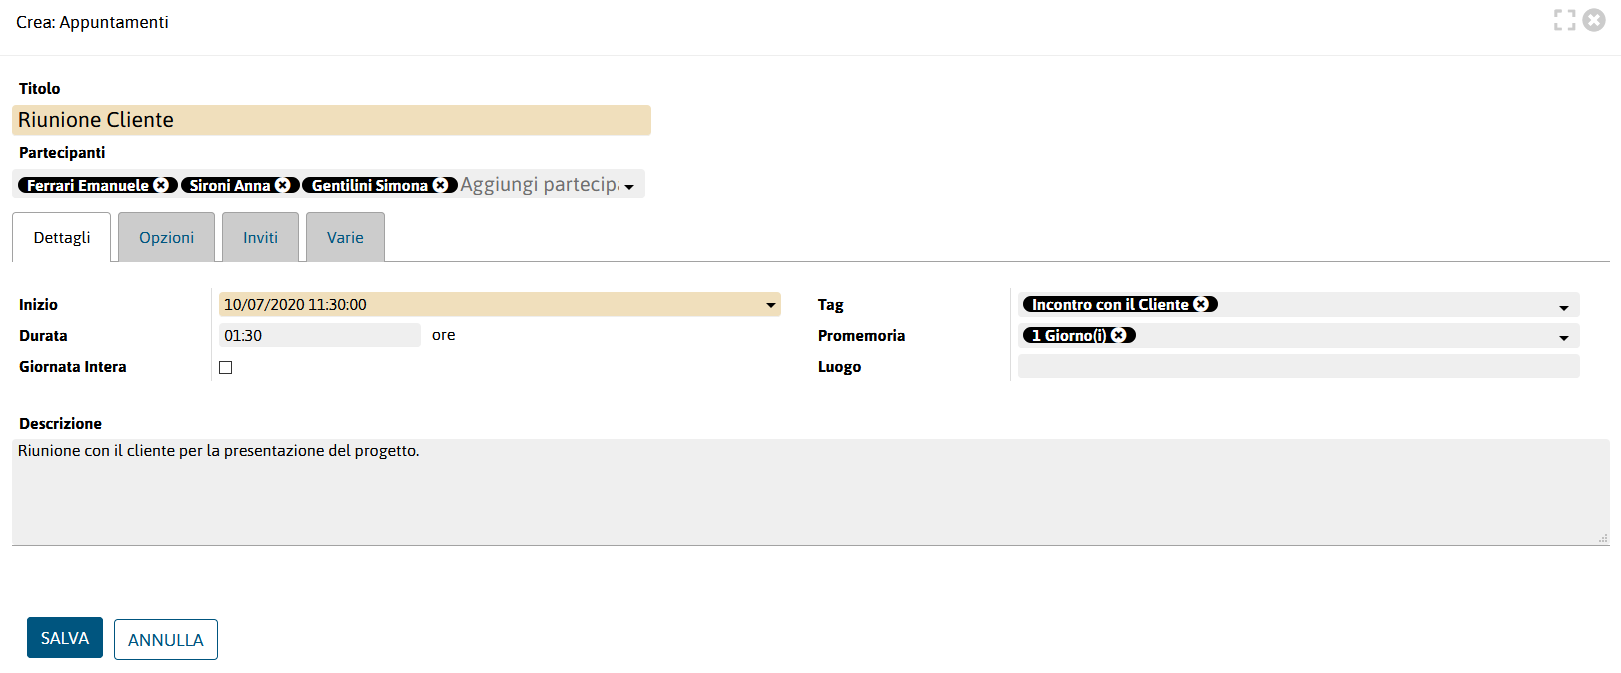 Crea: Appuntamenti
Titolo
Riunione Cliente
Partecipanti
Ferrari Emanuele Sironi Anna Gentilini Simona Aggiungi partecip
Dettagli Opzioni Inviti Varie
Inizio 10/07/2020 11:30:00 Tag Incontro con il Cliente
Durata 01:30 ore Promemoria 1 Giorno(i)
Giornata Intera Luogo
Descrizione
Riunione con il cliente per la presentazione del progetto.
SALVA ANNULLA